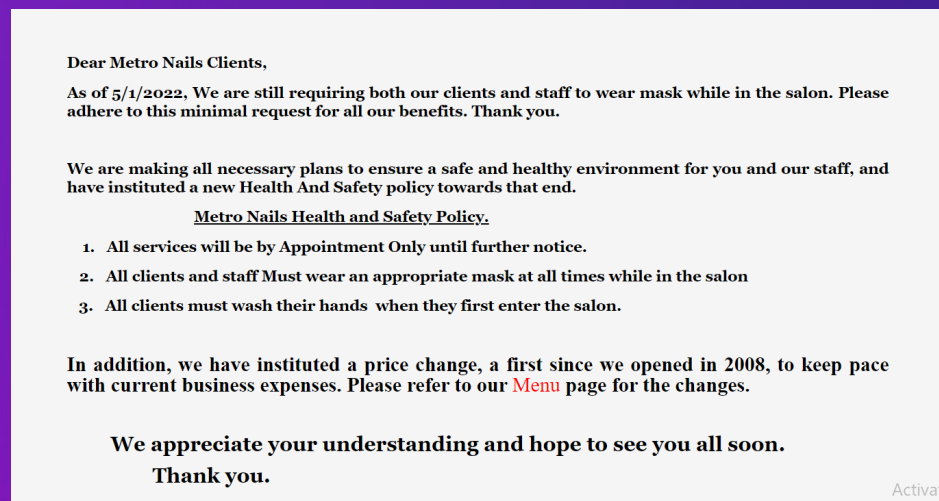 Dear Metro Nails Clients,
As of 5/1/2022, We are still requiring both our clients and staff to wear mask while in the salon. Please
adhere to this minimal request for all our benefits. Thank you.
We are making all necessary plans to ensure a safe and healthy environment for you and our staff, and
have instituted a new Health And Safety policy towards that end.
Metro Nails Health and Safety Policy.
1. All services will be by Appointment Only until further notice.
2. All clients and staff Must wear an appropriate mask at all times while in the salon
3. All clients must wash their hands when they first enter the salon.
In addition, we have instituted a price change, a first since we opened in 2008, to keep pace
with current business expenses. Please refer to our Menu page for the changes.
We appreciate your understanding and hope to see you all soon.
Thank you.
Activa